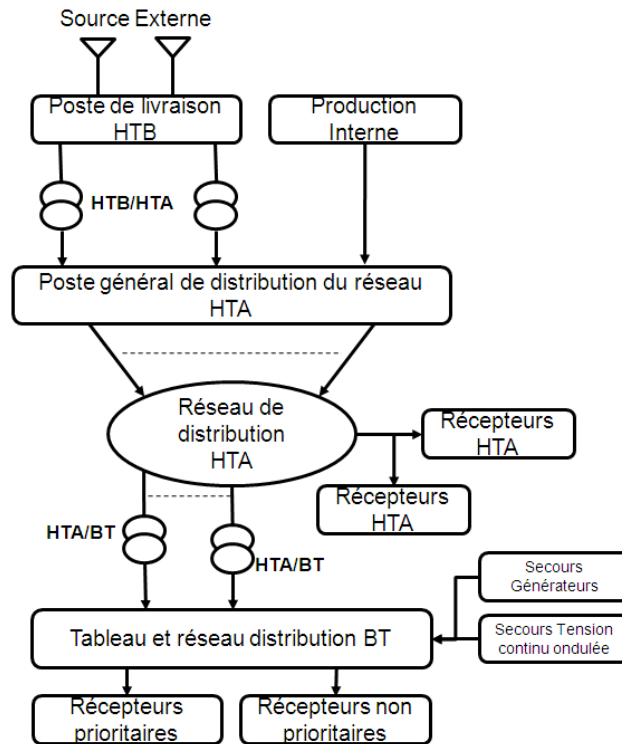 Source Externe
Poste de livraison
HTB
Production
Interne
HTB/HTA
Poste général de distribution du réseau
HTA
Réseau de
distribution
HTA
Récepteurs
HTA
Récepteurs
HTA
HTA/BT
HTA/BT
Secours
Générateurs
Tableau et réseau distribution BT
Secours Tension
continu ondulée
Récepteurs
prioritaires
Récepteurs non
prioritaires